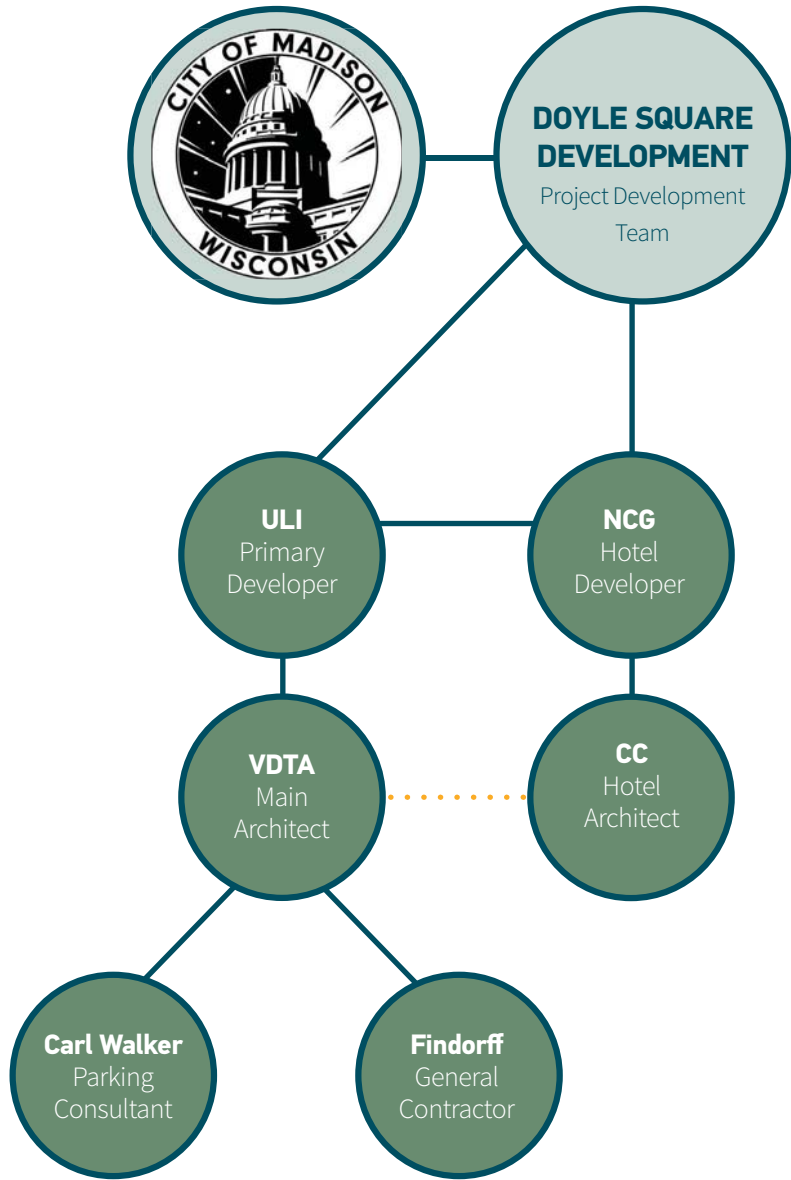 CITY OF MADISON
WISCONSIN
DOYLE SQUARE
DEVELOPMENT
Project Development
Team
ULI
Primary
Developer
NCG
Hotel
Developer
VDTA
Main
Architect
CC
Hotel
Architect
Carl Walker
Parking
Consultant
Findorff
General
Contractor